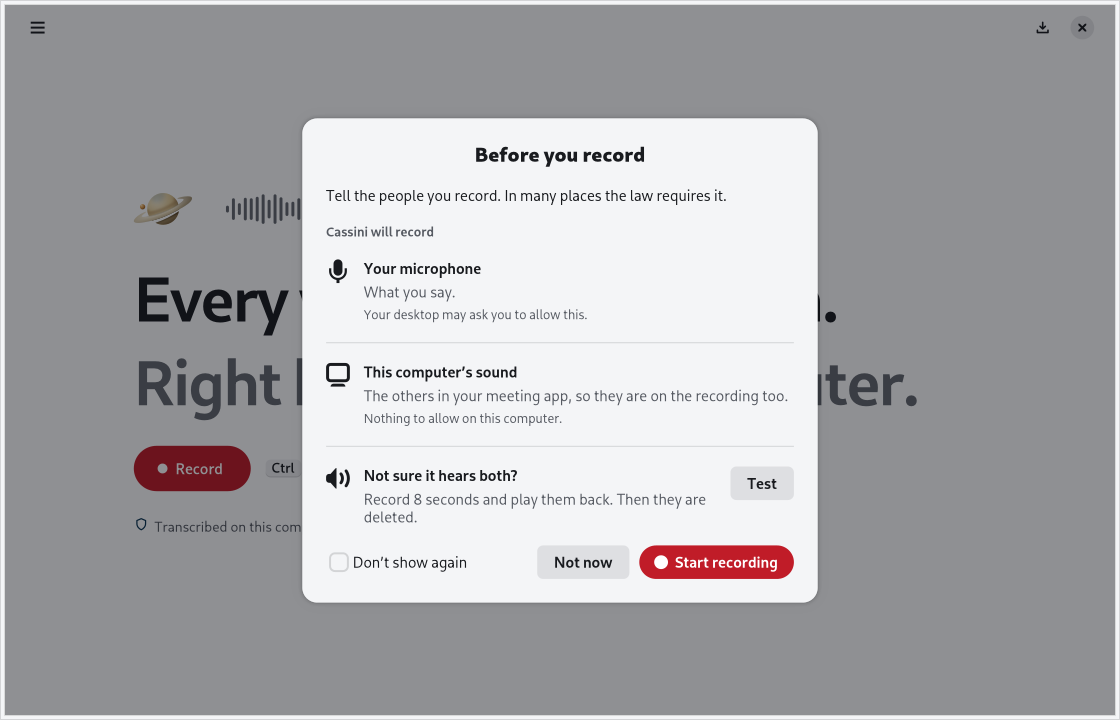 Before you record
Tell the people you record. In many places the law requires it.
Cassini will record
Your microphone
What you say.
Your desktop may ask you to allow this.
This computer’s sound
The others in your meeting app, so they are on the recording too.
Nothing to allow on this computer.
Not sure it hears both?
Record 8 seconds and play them back. Then they are
deleted.
Test
Don’t show again
Not now
Start recording
Every
Right
Record
Ctrl
Transcribed on this